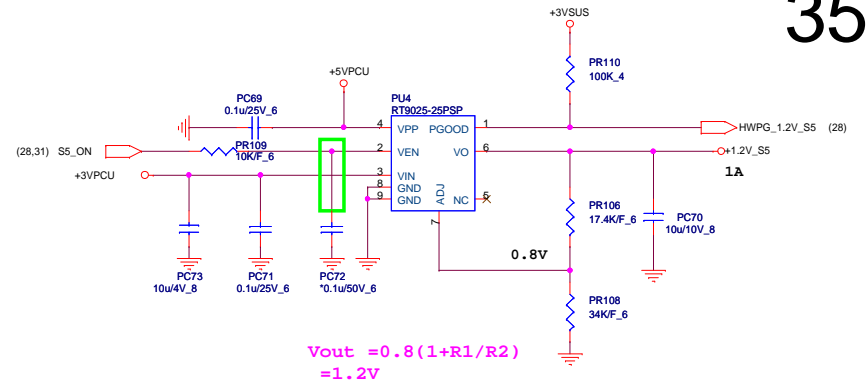 35
+3VSUS
PR110
100K_4
+5VPCU
PC69
0.1u/25V_6
PU4
RT9025-25PSP
4 VPP PGOOD 1
HWPG_1.2V_S5 (28)
(28,31) S5_ON
PR109
10K/F_6
2 VEN VO 6
+1.2V_S5
1A
+3VPCU
3 VIN
8 GND
9 GND
ADJ
NC 5
7
PR106
17.4K/F_6
PC70
10u/10V_8
0.8V
PC73
10u/4V_8
PC71
0.1u/25V_6
PC72
*0.1u/50V_6
PR108
34K/F_6
Vout =0.8(1+R1/R2)
=1.2V